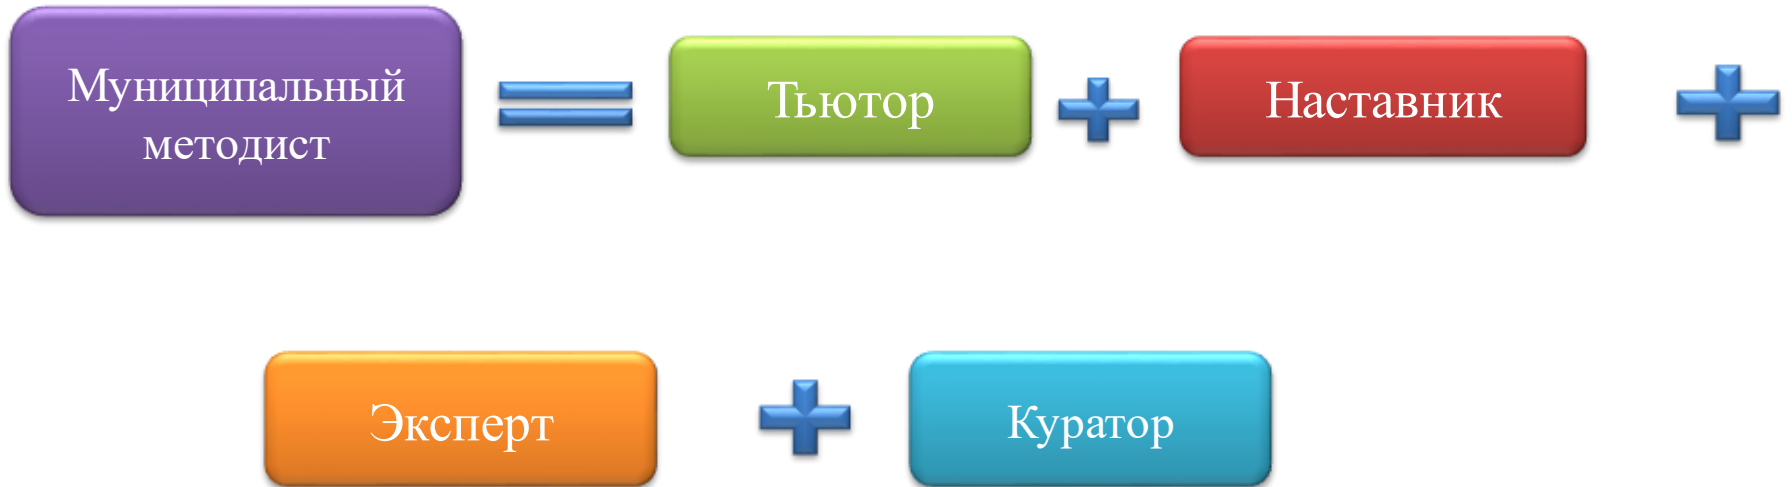 Муниципальный
методист
Тьютор
Наставник
Эксперт
Куратор